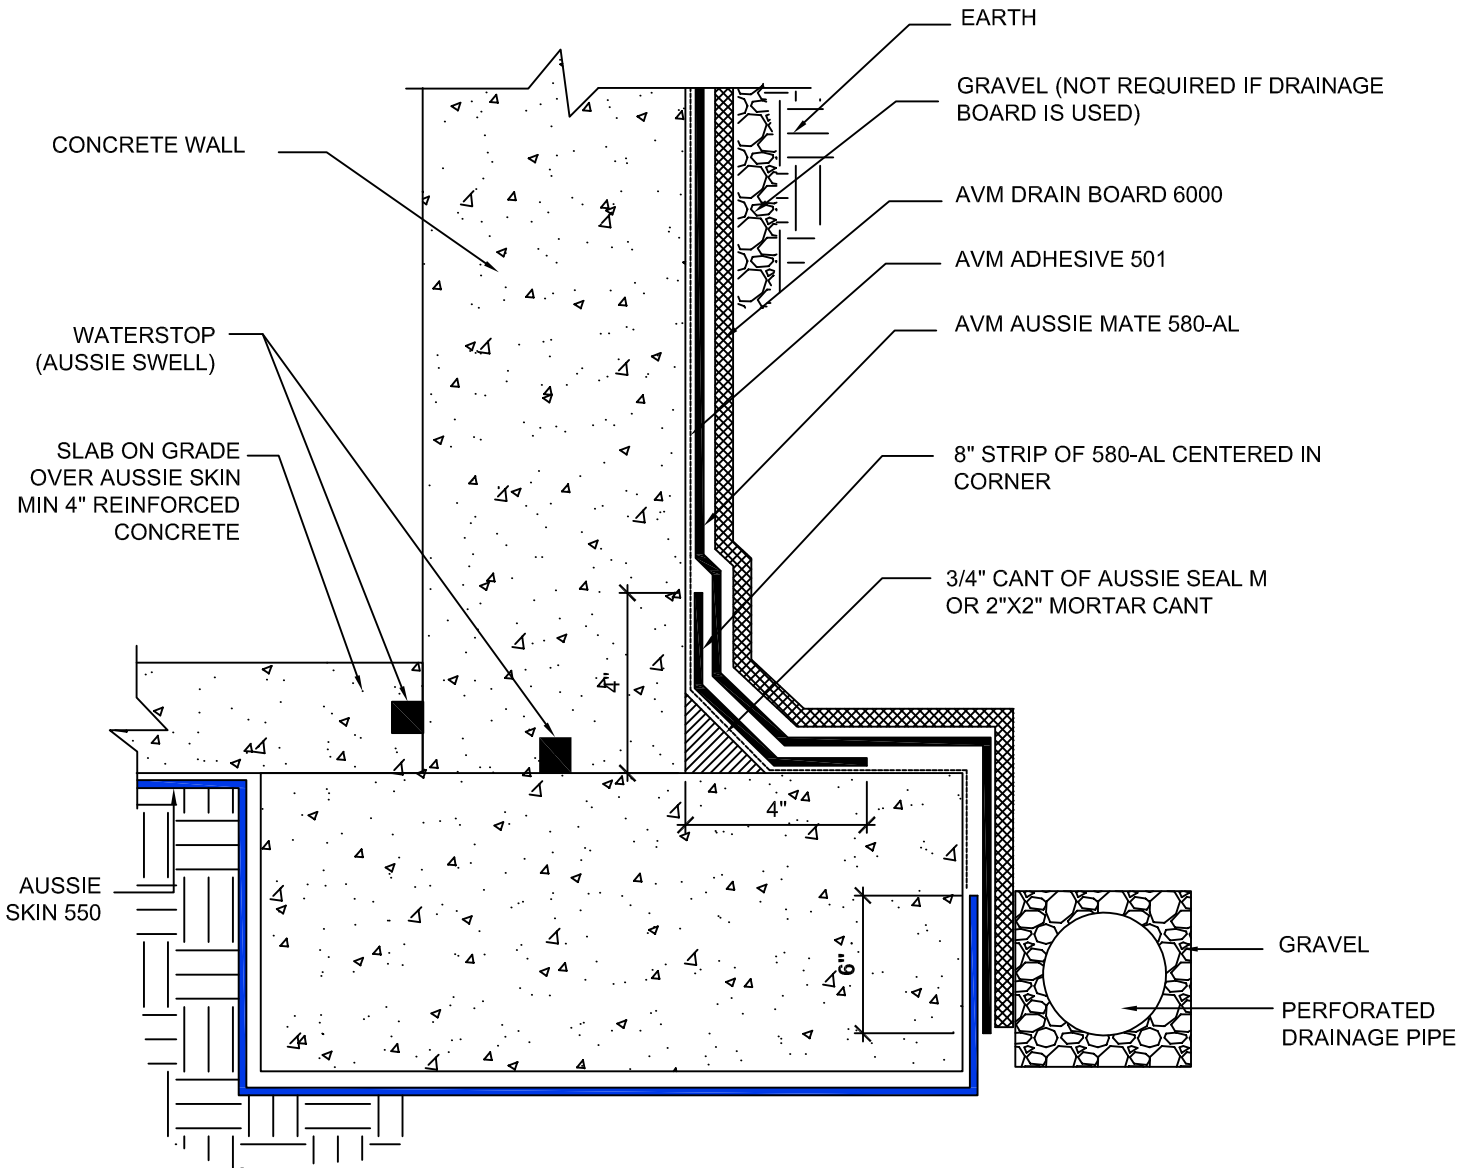 EARTH
GRAVEL (NOT REQUIRED IF DRAINAGE
BOARD IS USED)
CONCRETE WALL
AVM DRAIN BOARD 6000
AVM ADHESIVE 501
AVM AUSSIE MATE 580-AL
WATERSTOP
(AUSSIE SWELL)
SLAB ON GRADE
OVER AUSSIE SKIN
MIN 4" REINFORCED
CONCRETE
8" STRIP OF 580-AL CENTERED IN
CORNER
3/4" CANT OF AUSSIE SEAL M
OR 2"X2" MORTAR CANT
4"
4"
AUSSIE
SKIN 550
6"
GRAVEL
PERFORATED
DRAINAGE PIPE